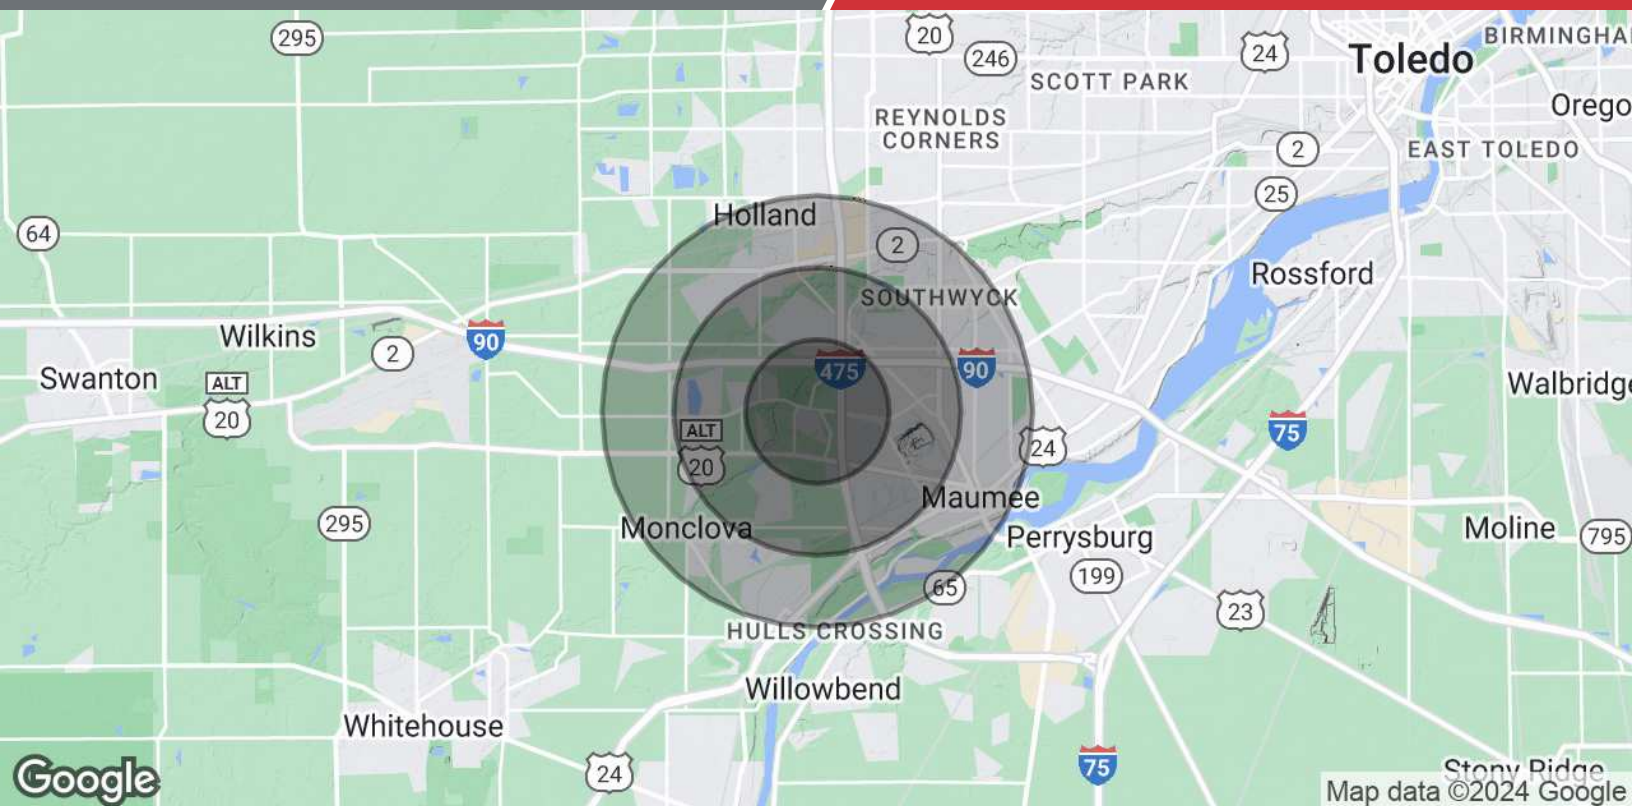 295
20
246
24
Toledo
BIRMINGHA
SCOTT PARK
Orego
REYNOLDS
CORNERS
2
EAST TOLEDO
25
Holland
64
2
Rossford
SOUTHWYCK
Wilkins
90
2
475
90
Swanton
ALT
20
Walbridge
ALT
20
24
75
Maumee
295
Monclova
Perrysburg
Moline
795
65
199
23
HULLS CROSSING
Willowbend
Whitehouse
Google
24
75
Stony Ridge
Map data ©2024 Google